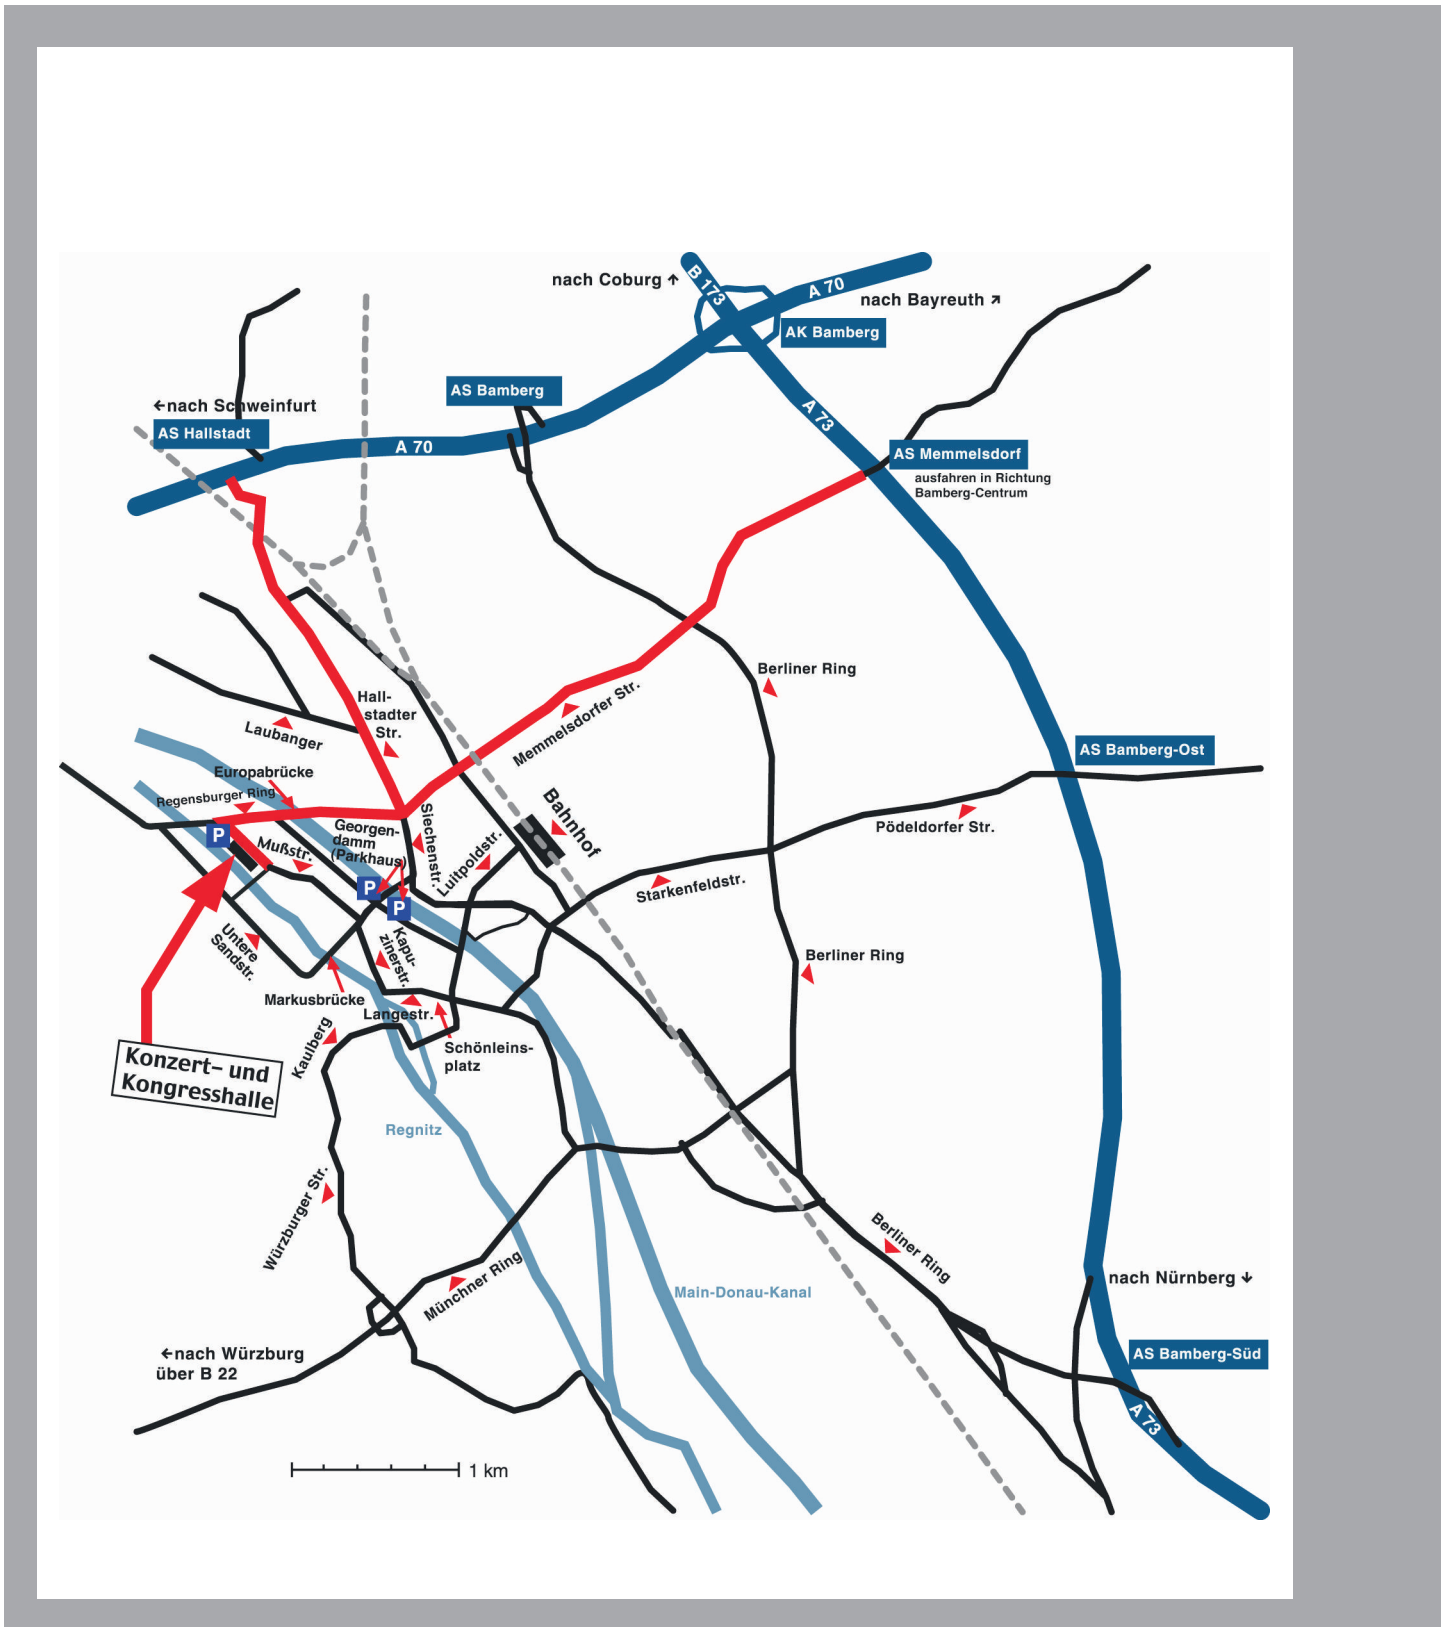 nach Coburg ↑
B 173
A 70
nach Bayreuth ↗
AK Bamberg
AS Bamberg
←nach Schweinfurt
AS Hallstadt
A 70
A 73
AS Memmelsdorf
ausfahren in Richtung
Bamberg-Centrum
Berliner Ring
Hall-
stadter
Str.
Memmelsdorfer Str.
Laubanger
AS Bamberg-Ost
Europabrücke
Regensburger Ring
P
Georgen-
damm
(Parkhaus)
Siechenstr.
Bahnhof
Pödeldorfer Str.
Mußstr.
Luitpoldstr.
P
P
Starkenfeldstr.
Untere
Sandstr.
Kapu-
zinerstr.
Berliner Ring
Markusbrücke
Langestr.
Kaulberg
Schönleins-
platz
Konzert– und
Kongresshalle
Regnitz
Würzburger Str.
Berliner Ring
Münchner Ring
Main-Donau-Kanal
nach Nürnberg ↓
←nach Würzburg
über B 22
AS Bamberg-Süd
A 73
1 km